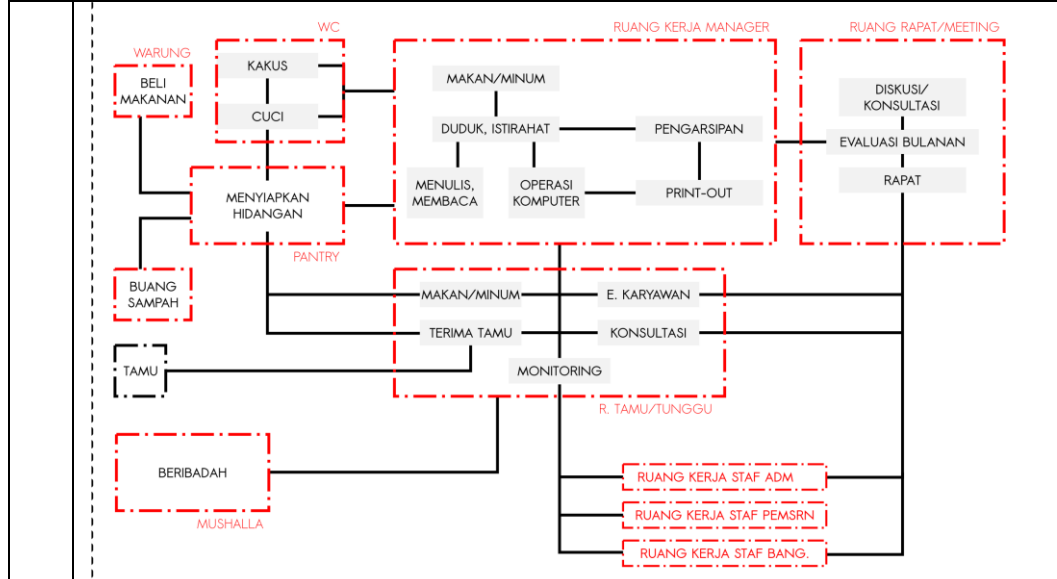 WC
RUANG KERJA MANAGER
RUANG RAPAT/MEETING
WARUNG
BELI
MAKANAN
KAKUS
CUCI
MAKAN/MINUM
DUDUK, ISTIRAHAT
PENGARSIPAN
MENULIS,
MEMBACA
OPERASI
KOMPUTER
PRINT-OUT
DISKUSI/
KONSULTASI
EVALUASI BULANAN
RAPAT
MENYIAPKAN
HIDANGAN
PANTRY
BUANG
SAMPAH
MAKAN/MINUM
E. KARYAWAN
TERIMA TAMU
KONSULTASI
MONITORING
R. TAMU/TUNGGU
TAMU
BERIBADAH
MUSHALLA
RUANG KERJA STAF ADM
RUANG KERJA STAF PEMSRN
RUANG KERJA STAF BANG.